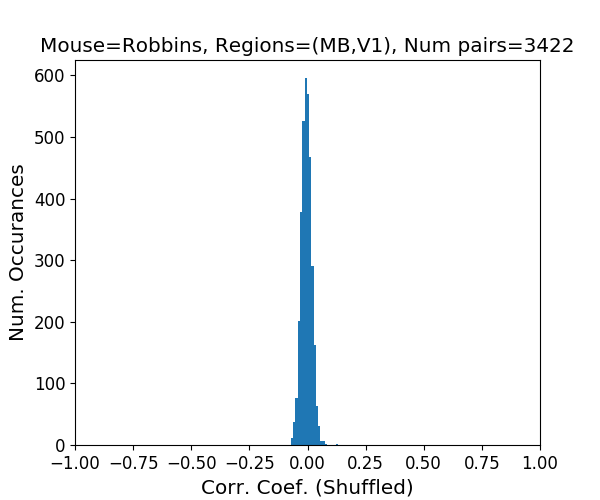 Mouse=Robbins, Regions=(MB,V1), Num pairs=3422
600
500
400
300
200
100
0
Num. Occurances
−1.00 −0.75 −0.50 −0.25 0.00 0.25 0.50 0.75 1.00
Corr. Coef. (Shuffled)